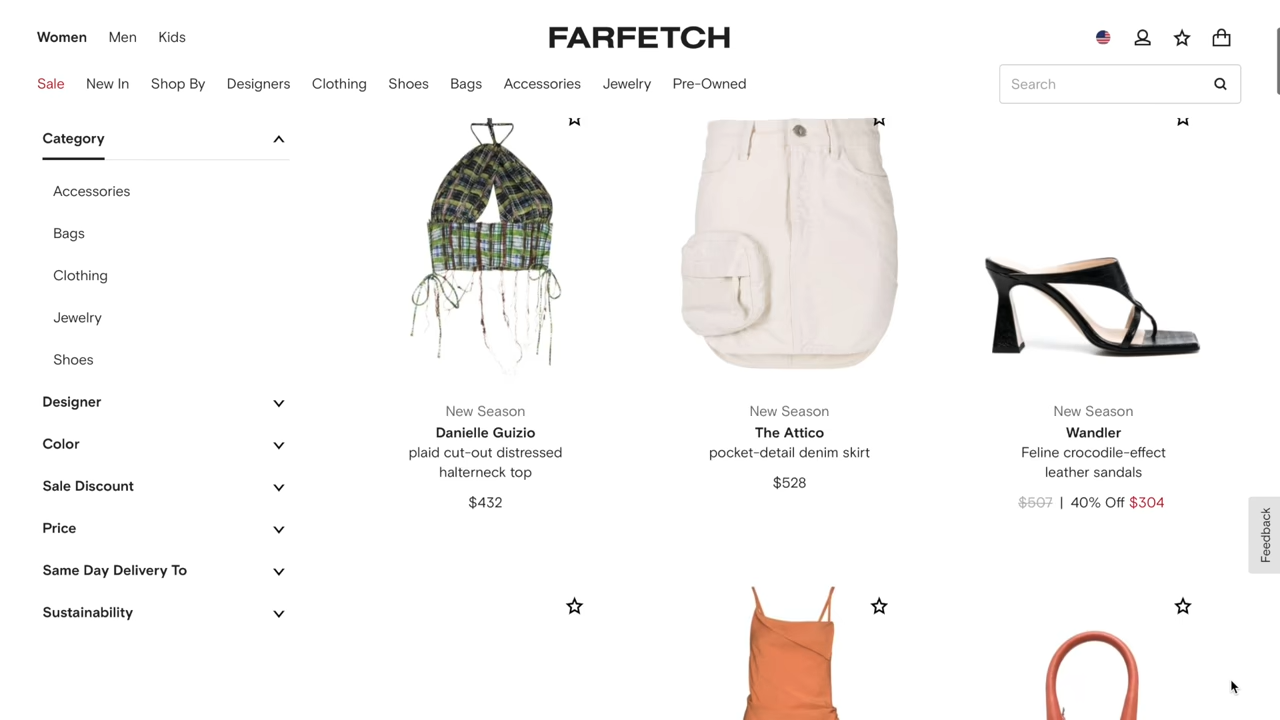 Women Men Kids
FARFETCH
Sale New In Shop By Designers Clothing Shoes Bags Accessories Jewelry Pre-Owned
Search
Category
Accessories
Bags
Clothing
Jewelry
Shoes
Designer
Color
Sale Discount
Price
Same Day Delivery To
Sustainability
New Season
Danielle Guizio
plaid cut-out distressed
halterneck top
$432
New Season
The Attico
pocket-detail denim skirt
$528
New Season
Wandler
Feline crocodile-effect
leather sandals
$507 | 40% Off $304
Feedback